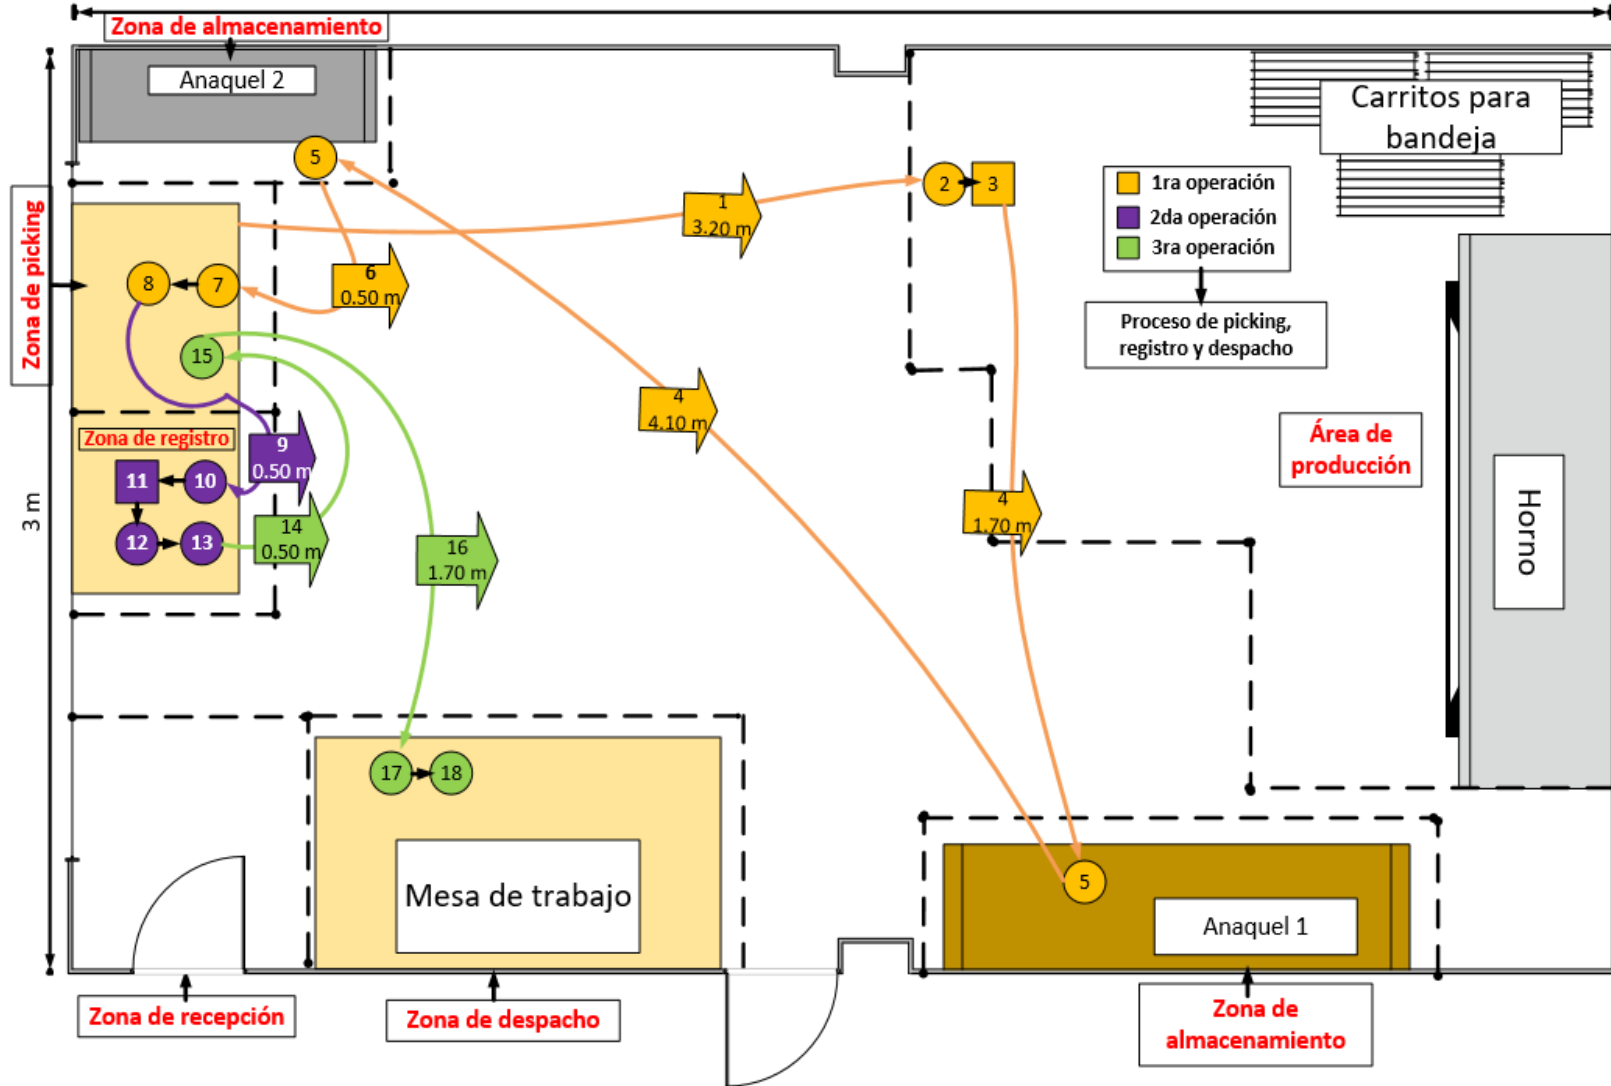 Zona de almacenamiento
Anaquel 2
Carritos para
bandeja
5
1
3.20 m
2
3
1ra operación
2da operación
3ra operación
Zona de picking
8
7
6
0.50 m
Proceso de picking,
registro y despacho
15
4
4.10 m
Zona de registro
9
0.50 m
Área de
producción
11
10
3 m
4
1.70 m
Horno
12
13
14
0.50 m
16
1.70 m
17
18
Mesa de trabajo
5
Anaquel 1
Zona de recepción
Zona de despacho
Zona de
almacenamiento